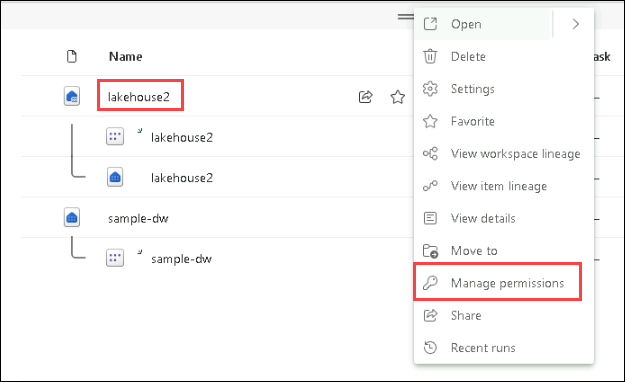 Name
ask
lakehouse2
lakehouse2
lakehouse2
sample-dw
sample-dw
Open
Delete
Settings
Favorite
View workspace lineage
View item lineage
View details
Move to
Manage permissions
Share
Recent runs